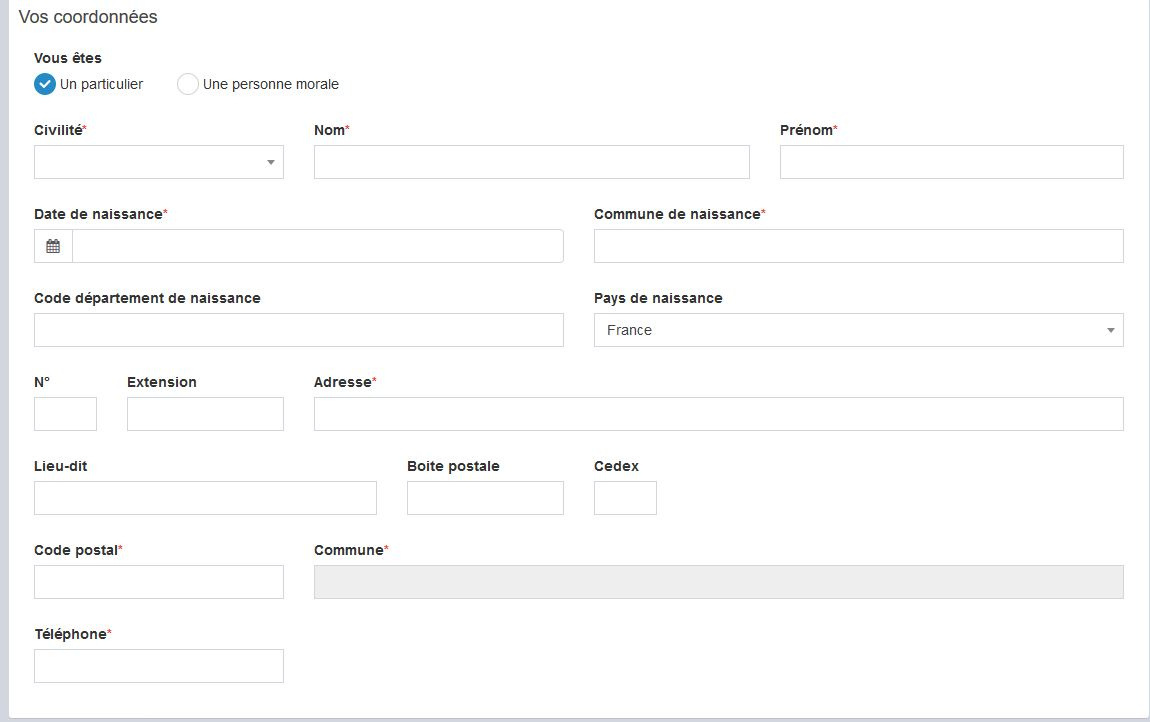 Vos coordonnées
Vous êtes
Un particulier Une personne morale
Civilité* Nom* Prénom*
Date de naissance* Commune de naissance*
Code département de naissance Pays de naissance
France
N° Extension Adresse*
Lieu-dit Boite postale Cedex
Code postal* Commune*
Téléphone*